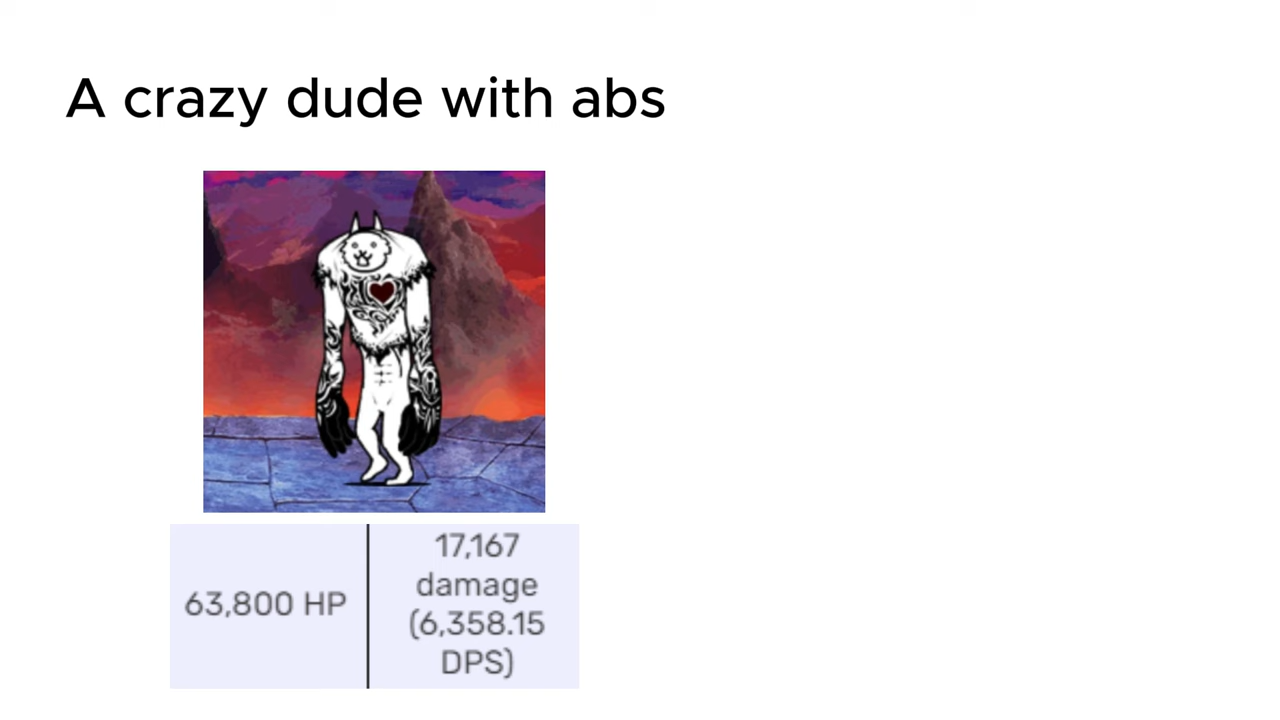 A crazy dude with abs
63,800 HP
17,167
damage
(6,358.15
DPS)